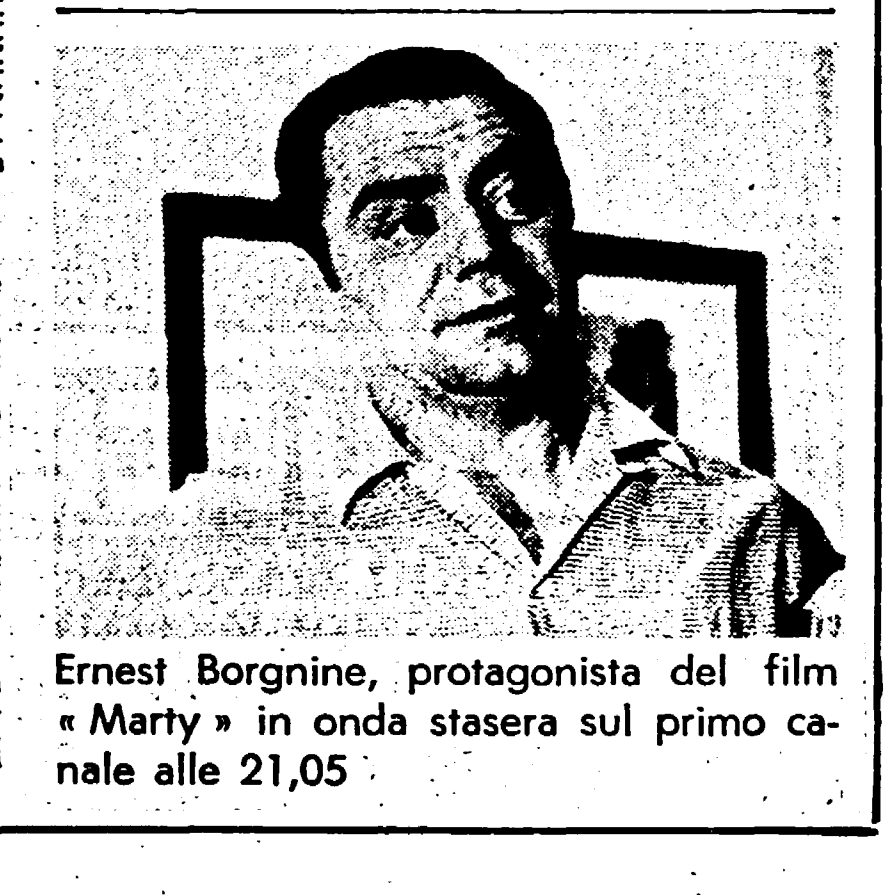 Ernest Borgnine, protagonista del film
« Marty » in onda stasera sul primo ca-
nale alle 21,05